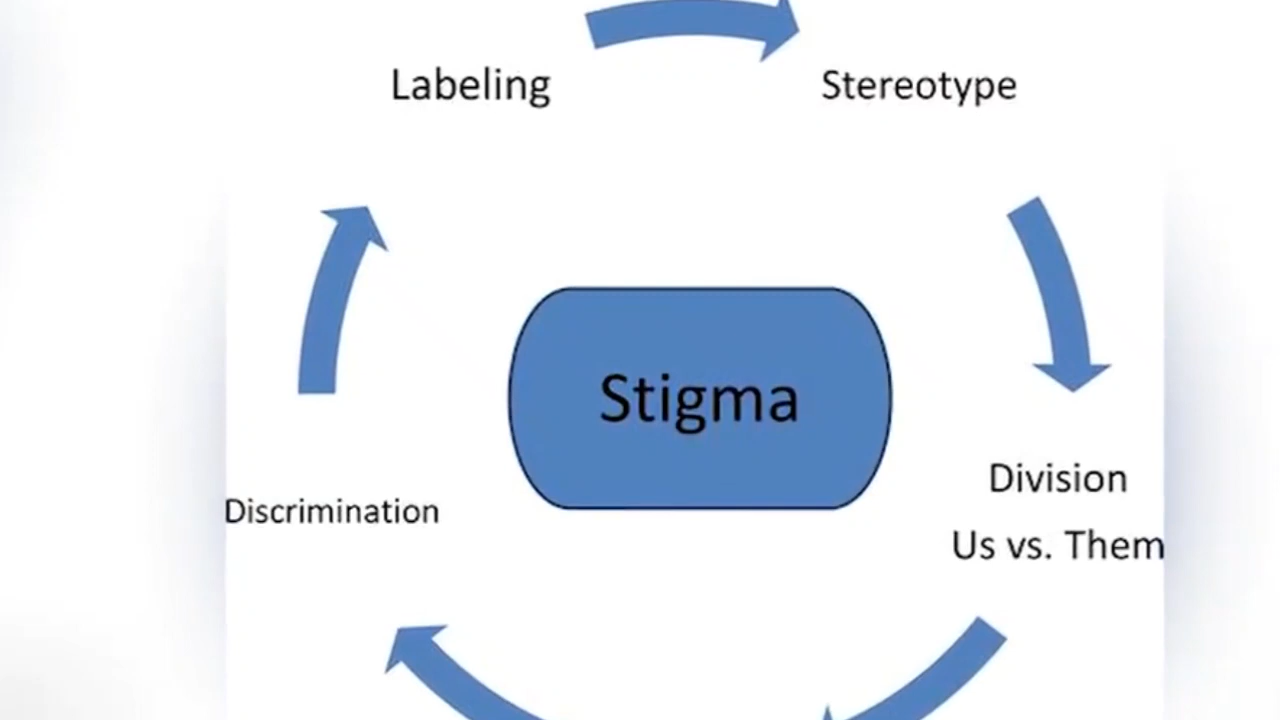 Labeling
Stereotype
Stigma
Division
Us vs. Them
Discrimination